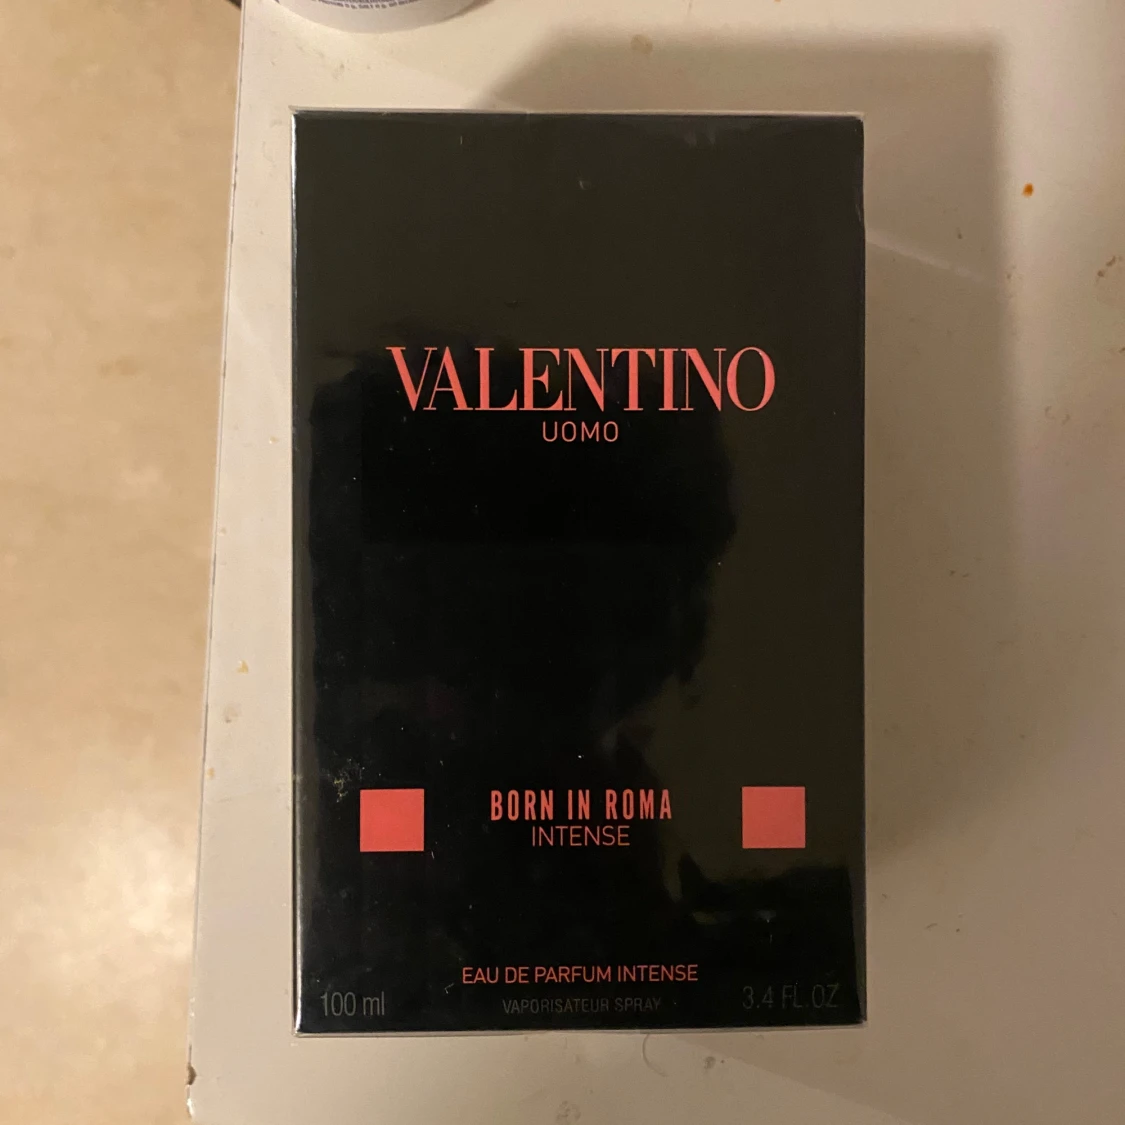 VALENTINO
UOMO
BORN IN ROMA
INTENSE
EAU DE PARFUM INTENSE
100 ml VAPORISATEUR SPRAY 3.4 FL.OZ